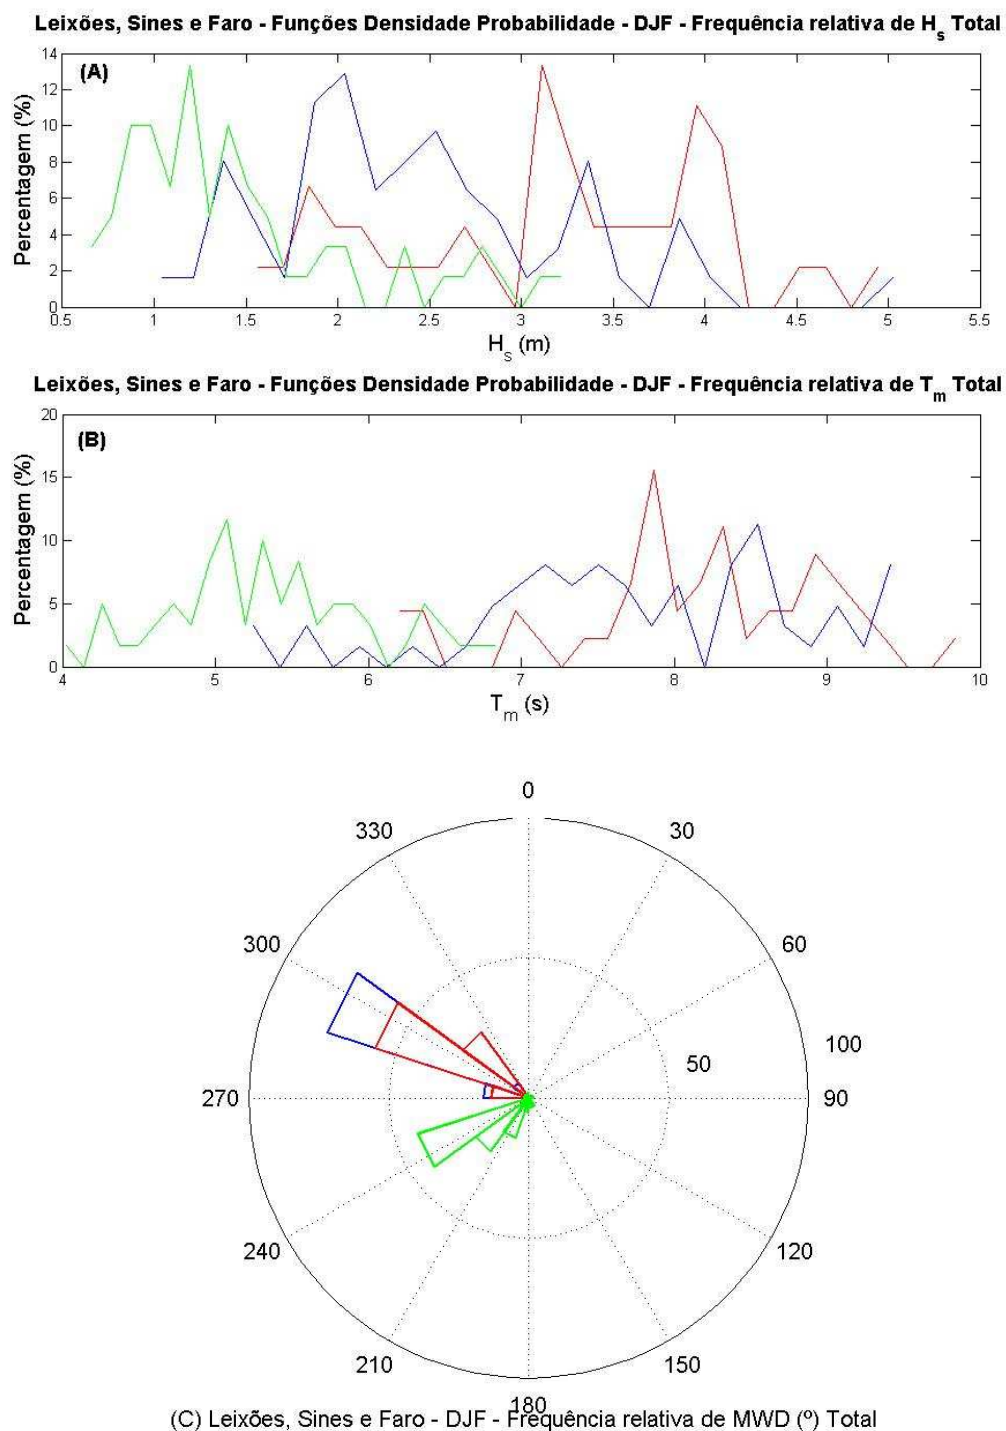 Leixões, Sines e Faro - Funções Densidade Probabilidade - DJF - Frequência relativa de H_s Total
14
12
10
8
6
4
2
0
Percentagem (%)
(A)
0.5 1 1.5 2 2.5 3 3.5 4 4.5 5 5.5
H_s (m)
Leixões, Sines e Faro - Funções Densidade Probabilidade - DJF - Frequência relativa de T_m Total
20
15
10
5
0
Percentagem (%)
(B)
4 5 6 7 8 9 10
T_m (s)
0
330 30
300 60
100
50
270 90
240 120
210 150
180
(C) Leixões, Sines e Faro - DJF - Frequência relativa de MWD (º) Total